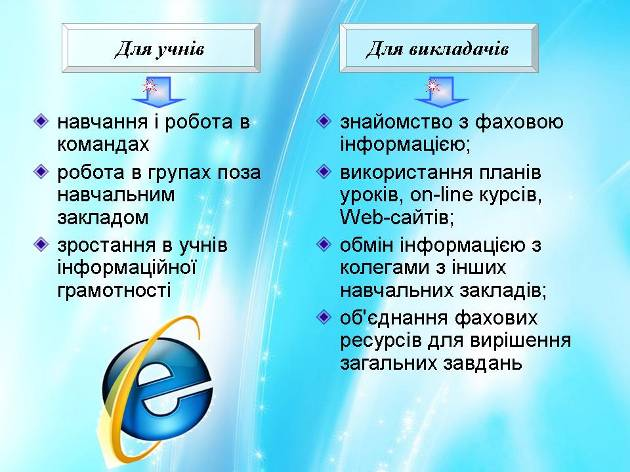 Для учнів
навчання і робота в
командах
робота в групах поза
навчальним
закладом
зростання в учнів
інформаційної
грамотності
Для викладачів
знайомство з фаховою
інформацією;
використання планів
уроків, on-line курсів,
Web-сайтів;
обмін інформацією з
колегами з інших
навчальних закладів;
об'єднання фахових
ресурсів для вирішення
загальних завдань